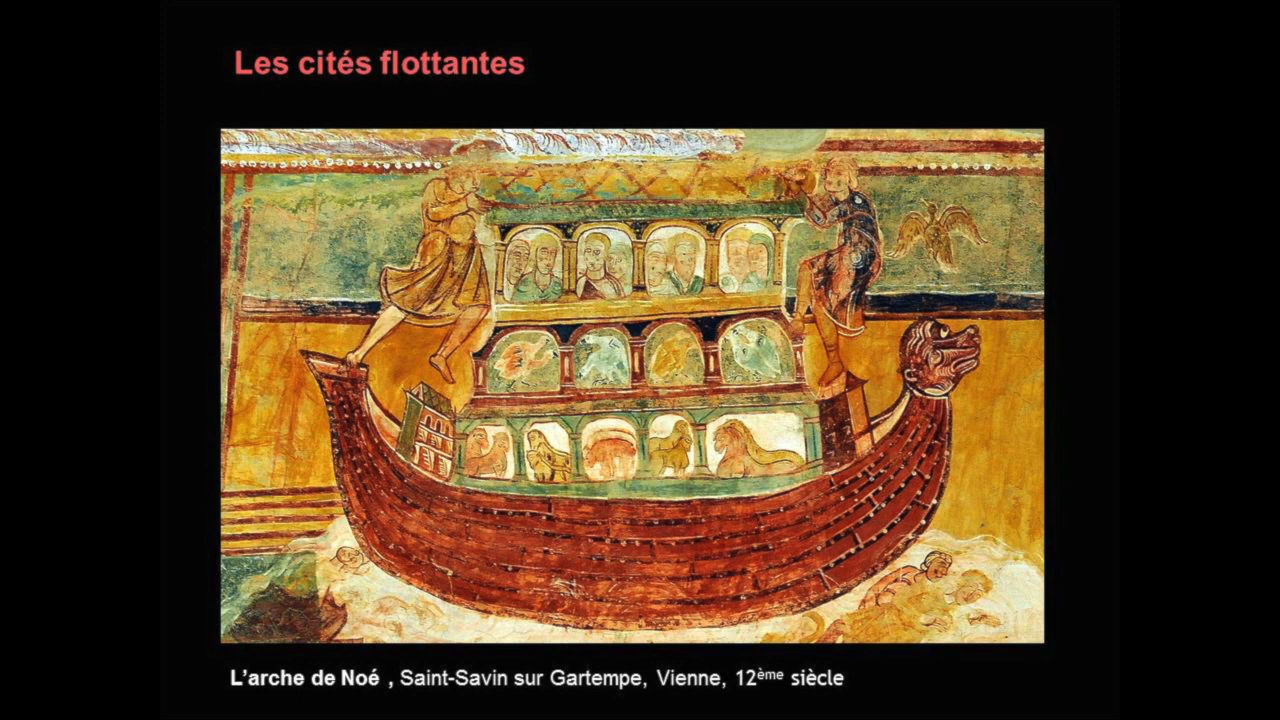 Les cités flottantes
L’arche de Noé , Saint-Savin sur Gartempe, Vienne, 12ème siècle